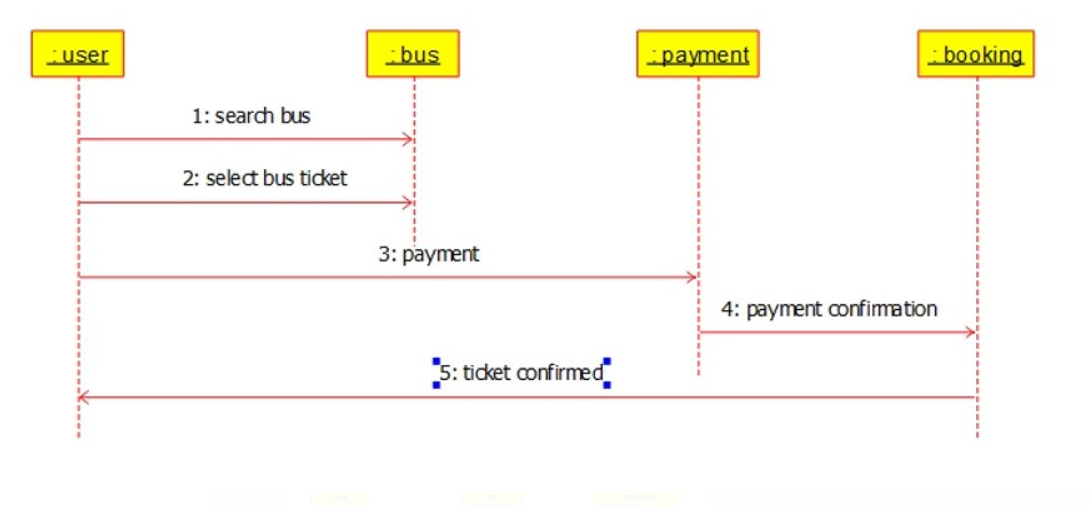 : user
: bus
: payment
: booking
1: search bus
2: select bus ticket
3: payment
4: payment confirmation
5: ticket confirmed